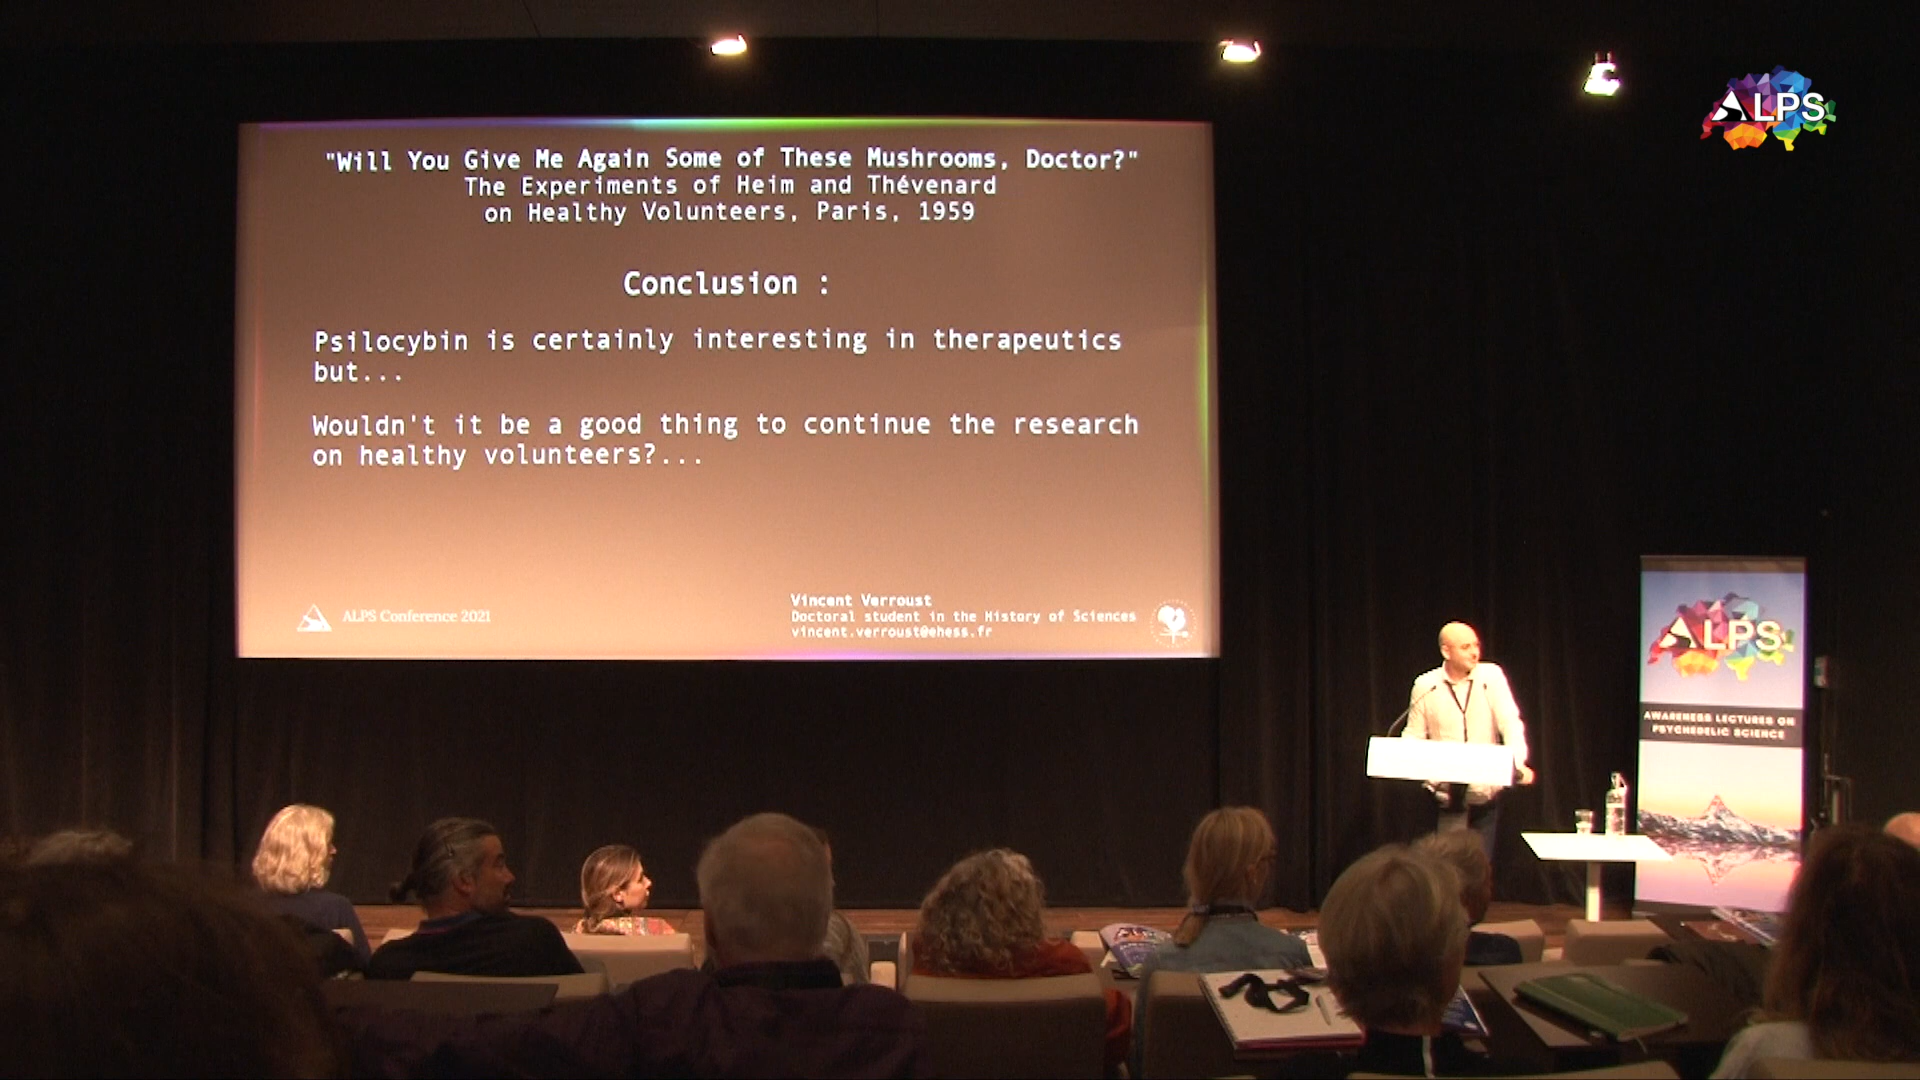 "Will You Give Me Again Some of These Mushrooms, Doctor?"
The Experiments of Heim and Thévenard
on Healthy Volunteers, Paris, 1959
Conclusion :
Psilocybin is certainly interesting in therapeutics
but...
Wouldn't it be a good thing to continue the research
on healthy volunteers?...
ALPS Conference 2021
Vincent Verroust
Doctoral student in the History of Sciences
vincent.verroust@ehess.fr
ALPS
ALPS
AWARENESS LECTURES ON
PSYCHEDELIC SCIENCE